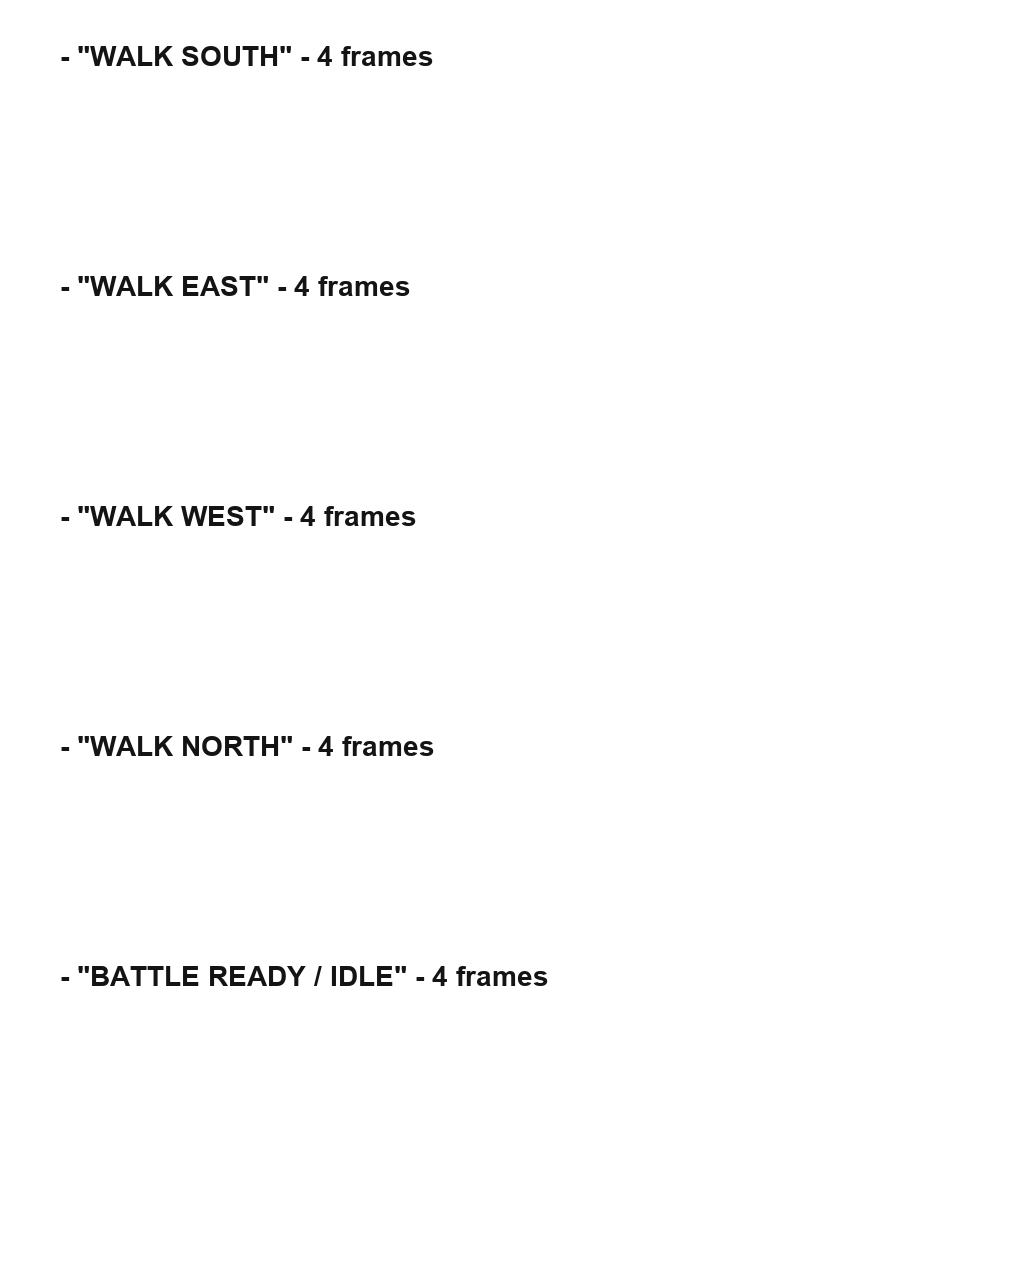 - "WALK SOUTH" - 4 frames
- "WALK EAST" - 4 frames
- "WALK WEST" - 4 frames
- "WALK NORTH" - 4 frames
- "BATTLE READY / IDLE" - 4 frames